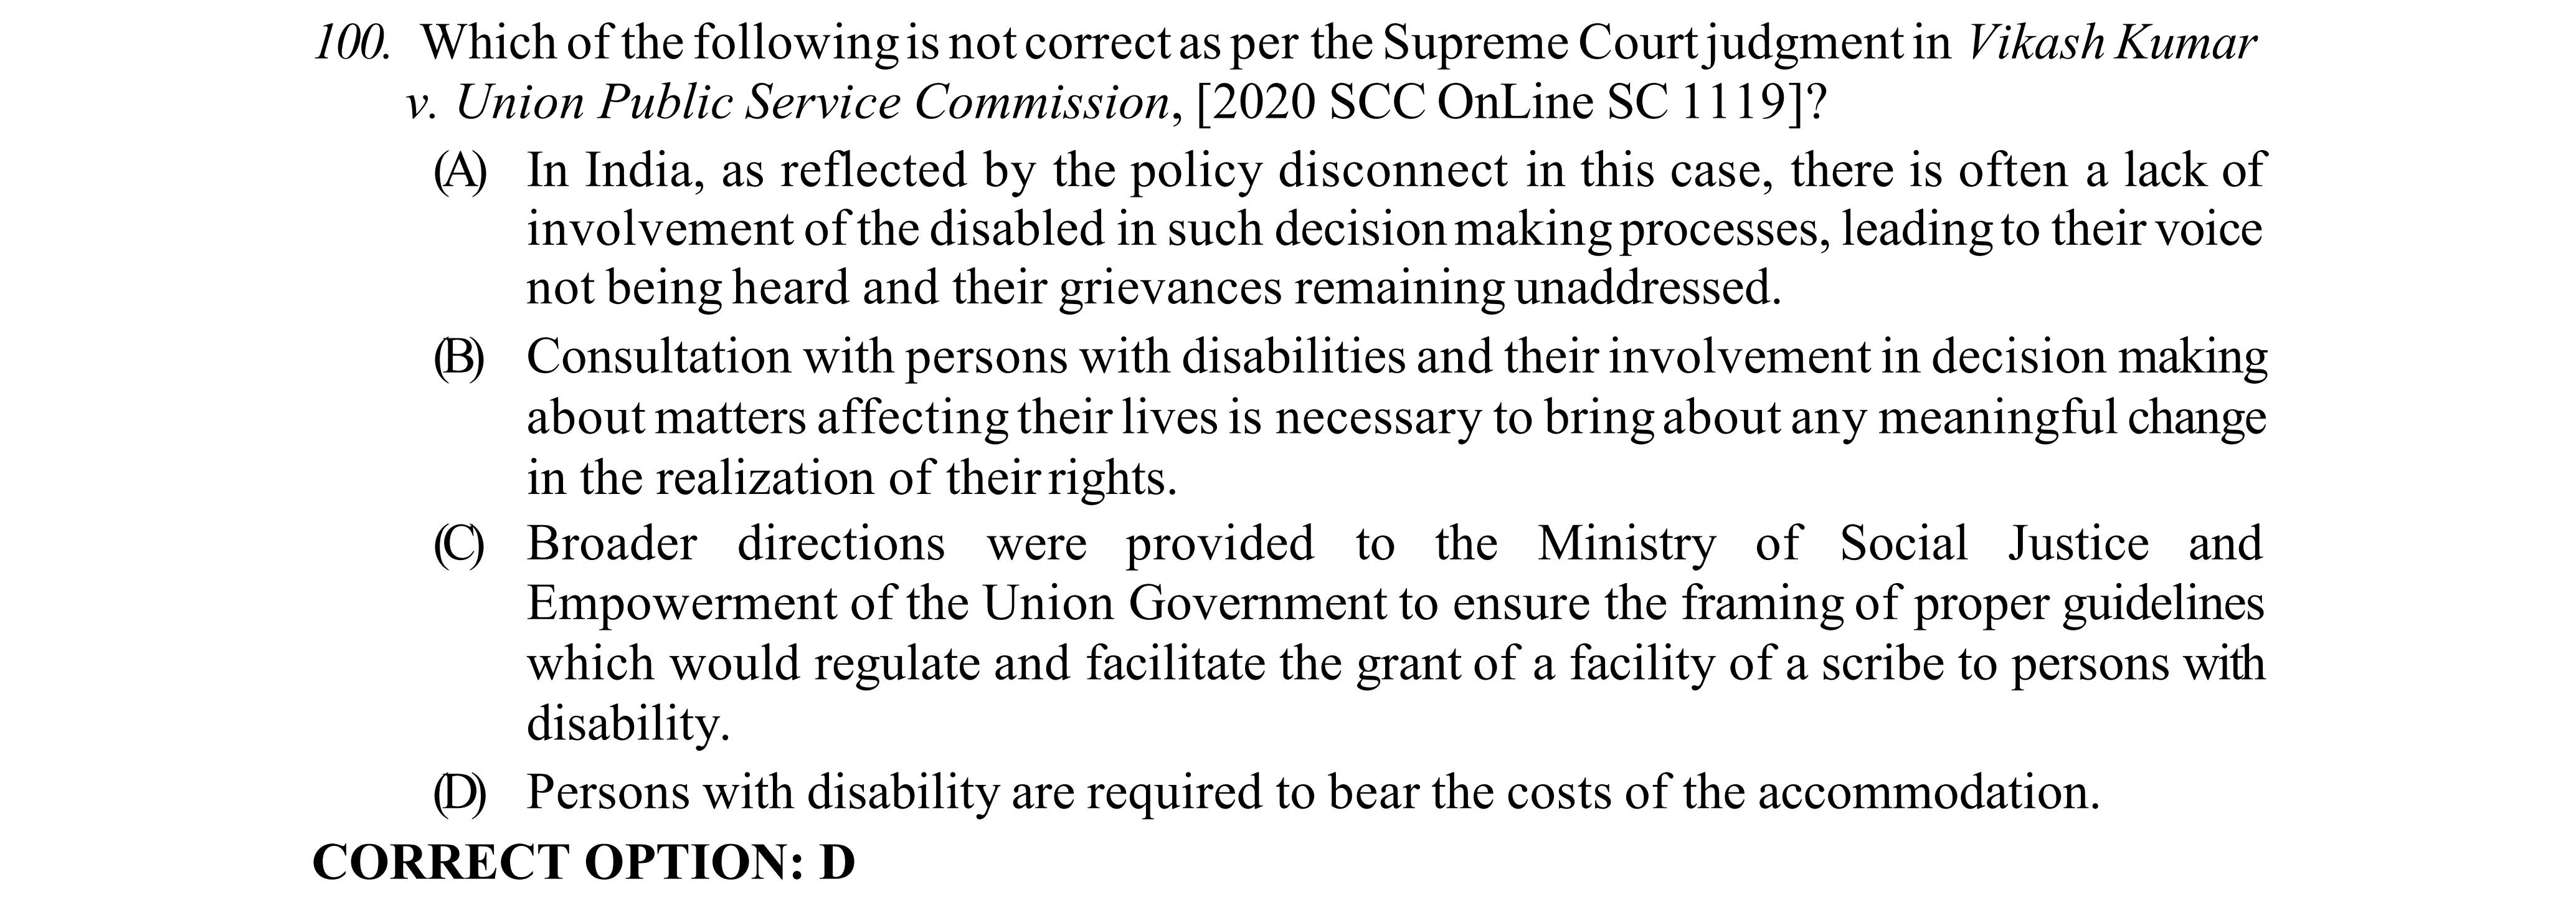 100. Which of the following is not correct as per the Supreme Court judgment in Vikash Kumar
v. Union Public Service Commission, [2020 SCC OnLine SC 1119]?
(A) In India, as reflected by the policy disconnect in this case, there is often a lack of
involvement of the disabled in such decision making processes, leading to their voice
not being heard and their grievances remaining unaddressed.
(B) Consultation with persons with disabilities and their involvement in decision making
about matters affecting their lives is necessary to bring about any meaningful change
in the realization of their rights.
(C) Broader directions were provided to the Ministry of Social Justice and
Empowerment of the Union Government to ensure the framing of proper guidelines
which would regulate and facilitate the grant of a facility of a scribe to persons with
disability.
(D) Persons with disability are required to bear the costs of the accommodation.
CORRECT OPTION: D